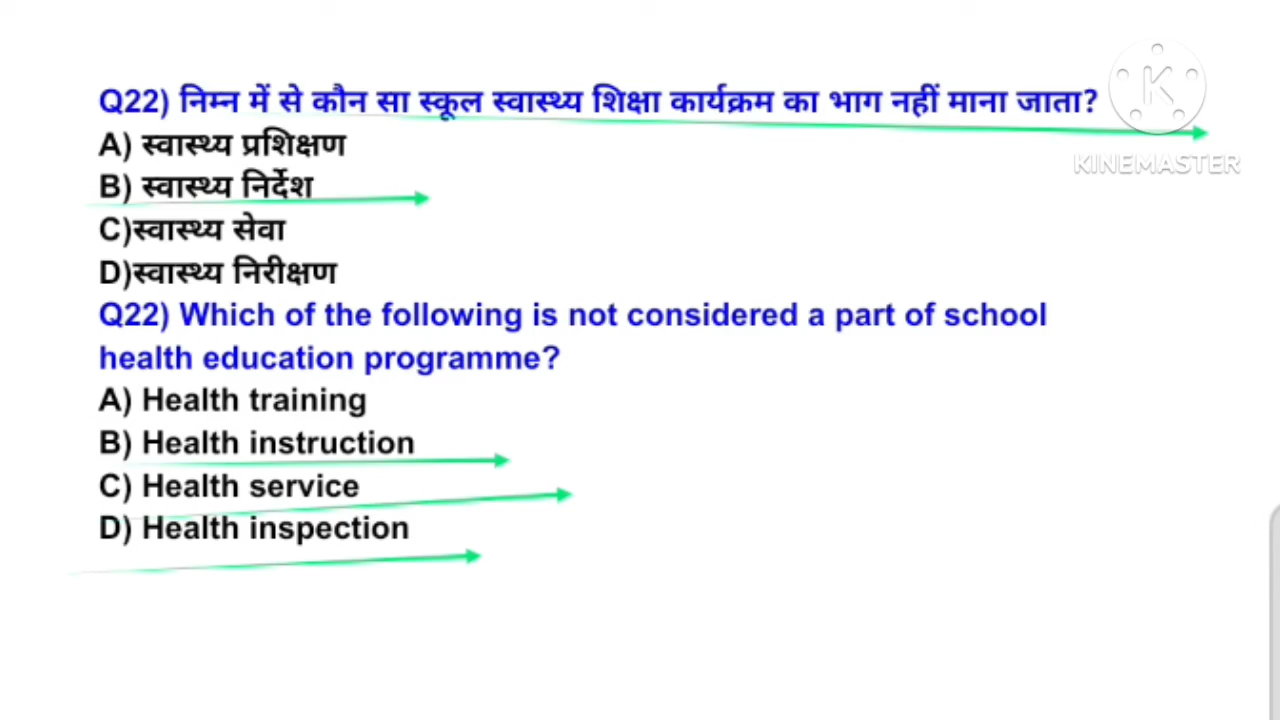 Q22) निम्न में से कौन सा स्कूल स्वास्थ्य शिक्षा कार्यक्रम का भाग नहीं माना जाता?
A) स्वास्थ्य प्रशिक्षण
B) स्वास्थ्य निर्देश
C)स्वास्थ्य सेवा
D)स्वास्थ्य निरीक्षण
Q22) Which of the following is not considered a part of school
health education programme?
A) Health training
B) Health instruction
C) Health service
D) Health inspection
K
KINEMASTER